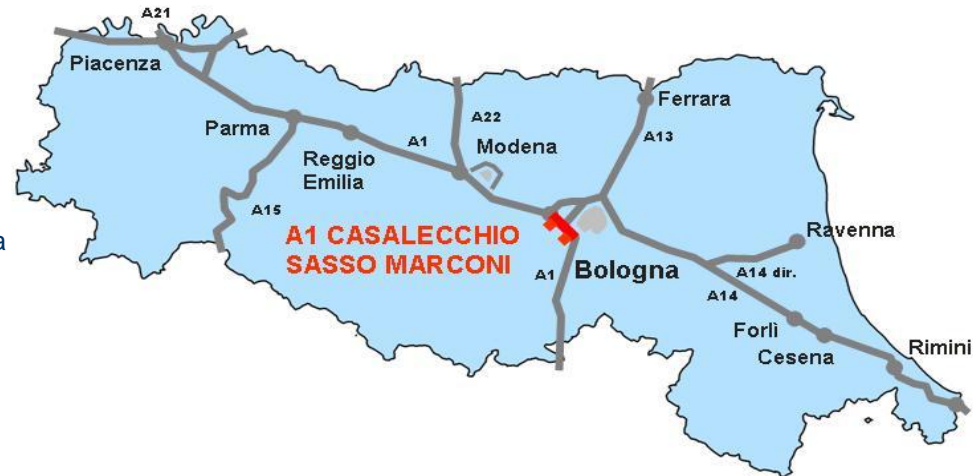 A21
Piacenza
Ferrara
A22
A13
Parma
A1
Modena
Reggio
Emilia
A15
Ravenna
a
A1 CASALECCHIO
SASSO MARCONI
A1
Bologna
A14 dir.
A14
Forlì
Cesena
Rimini